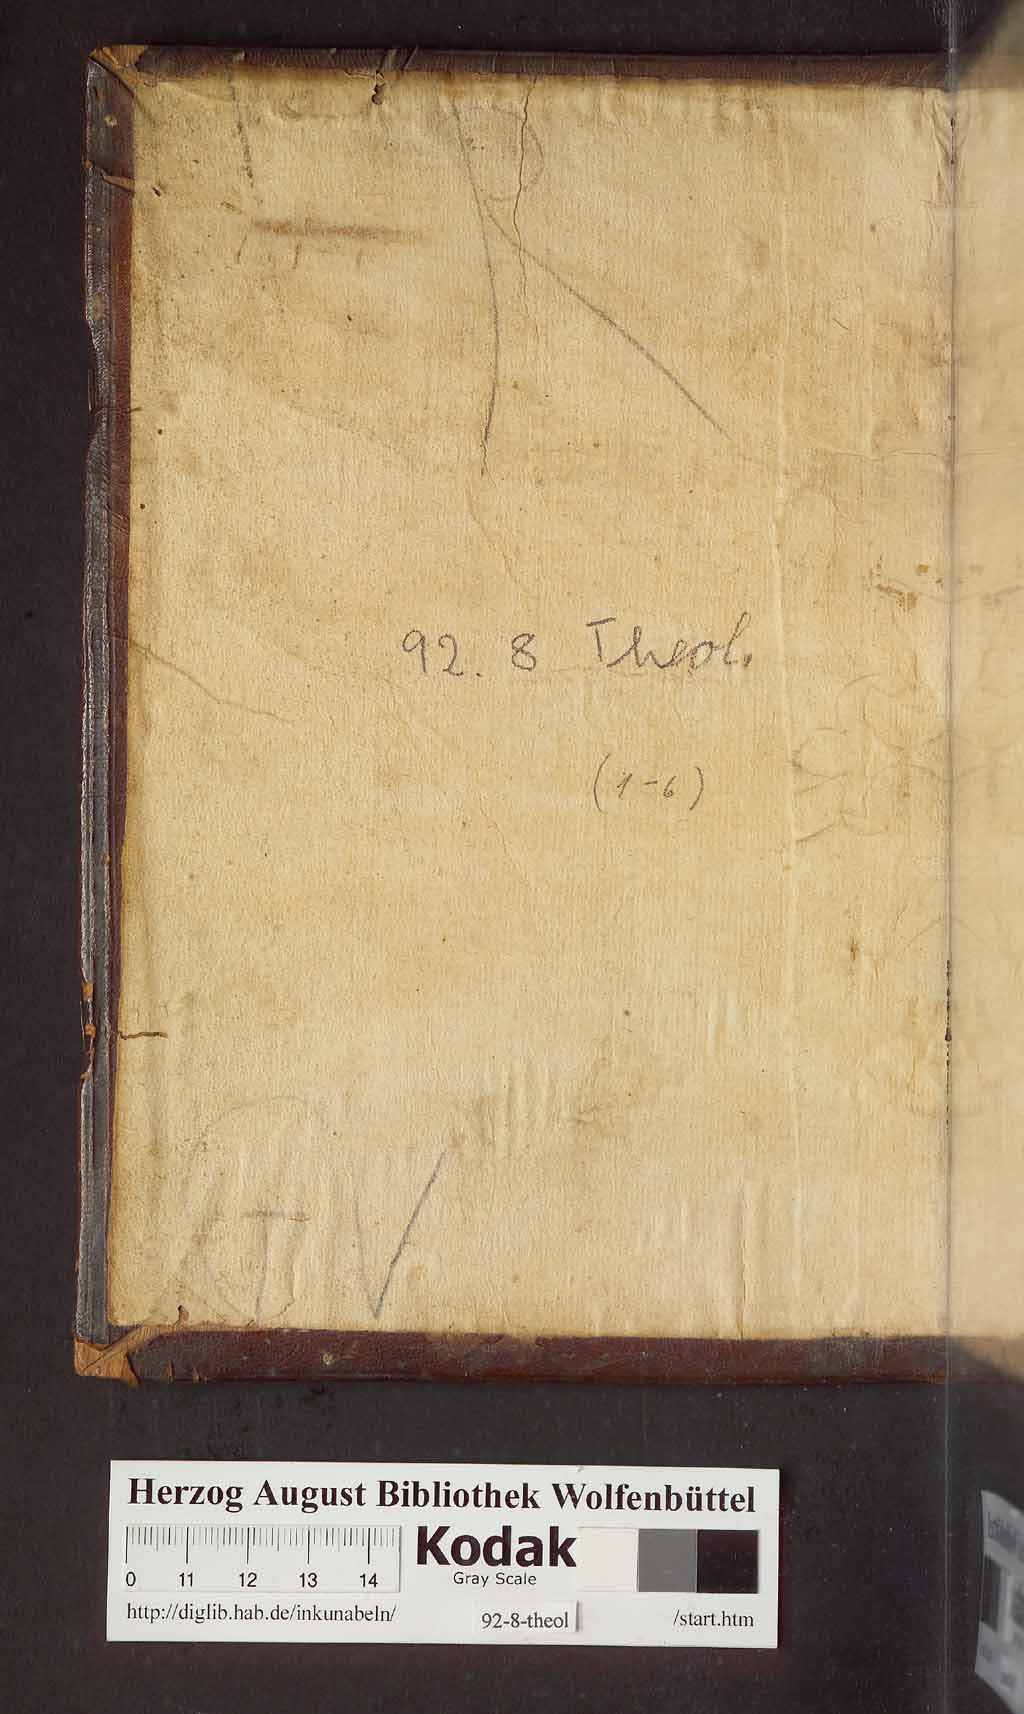 92. 8 Theol.
(1-6)
Herzog August Bibliothek Wolfenbüttel
0 11 12 13 14
Kodak
Gray Scale
http://diglib.hab.de/inkunabeln/ 92-8-theol /start.htm